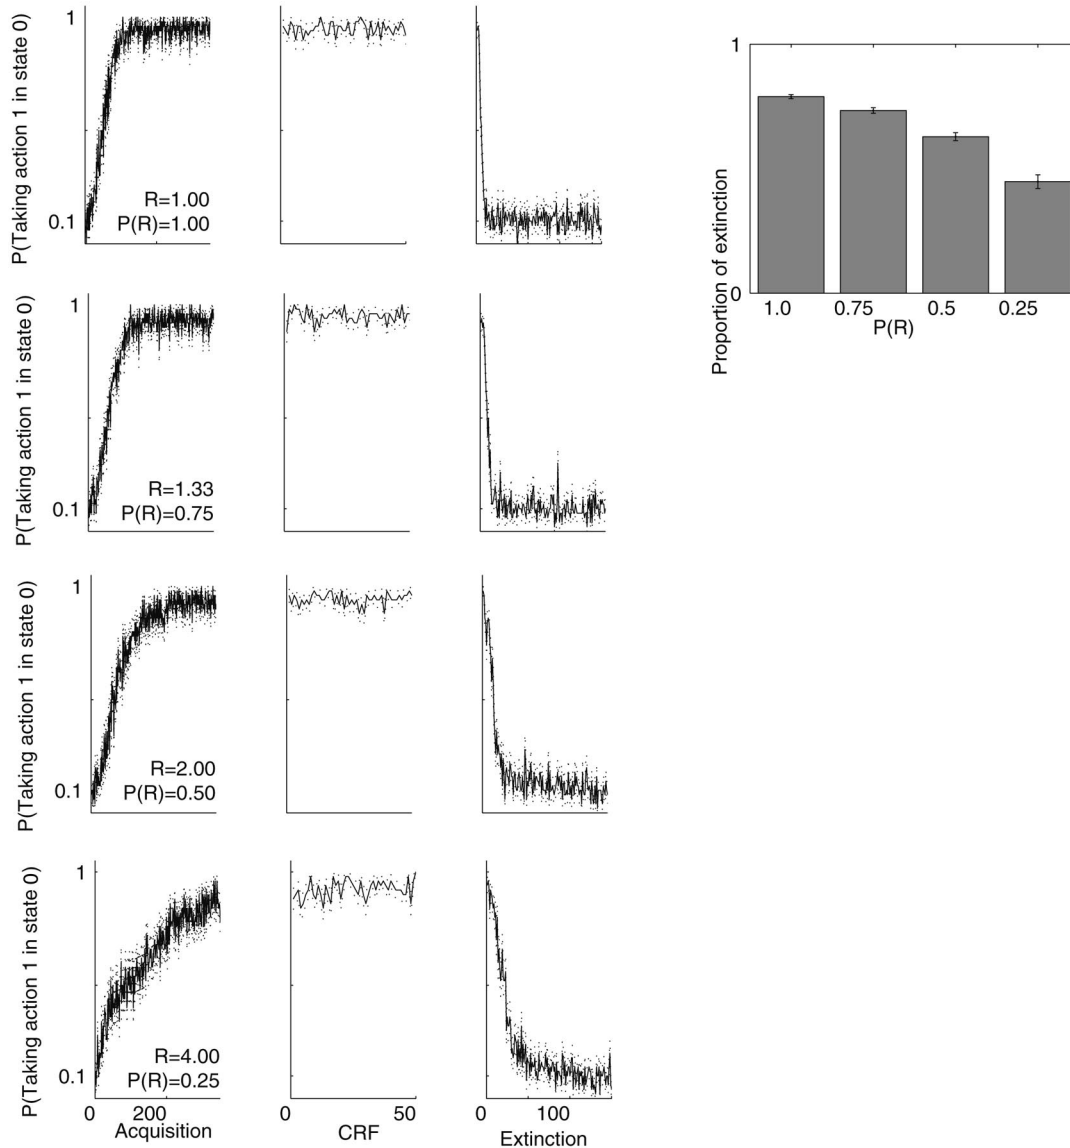 P(Taking action 1 in state 0)
1
0.1
R=1.00
P(R)=1.00
Proportion of extinction
1
0
1.0 0.75 0.5 0.25
P(R)
P(Taking action 1 in state 0)
1
0.1
R=1.33
P(R)=0.75
P(Taking action 1 in state 0)
1
0.1
R=2.00
P(R)=0.50
P(Taking action 1 in state 0)
1
0.1
R=4.00
P(R)=0.25
0 200
Acquisition
0 50
CRF
0 100
Extinction